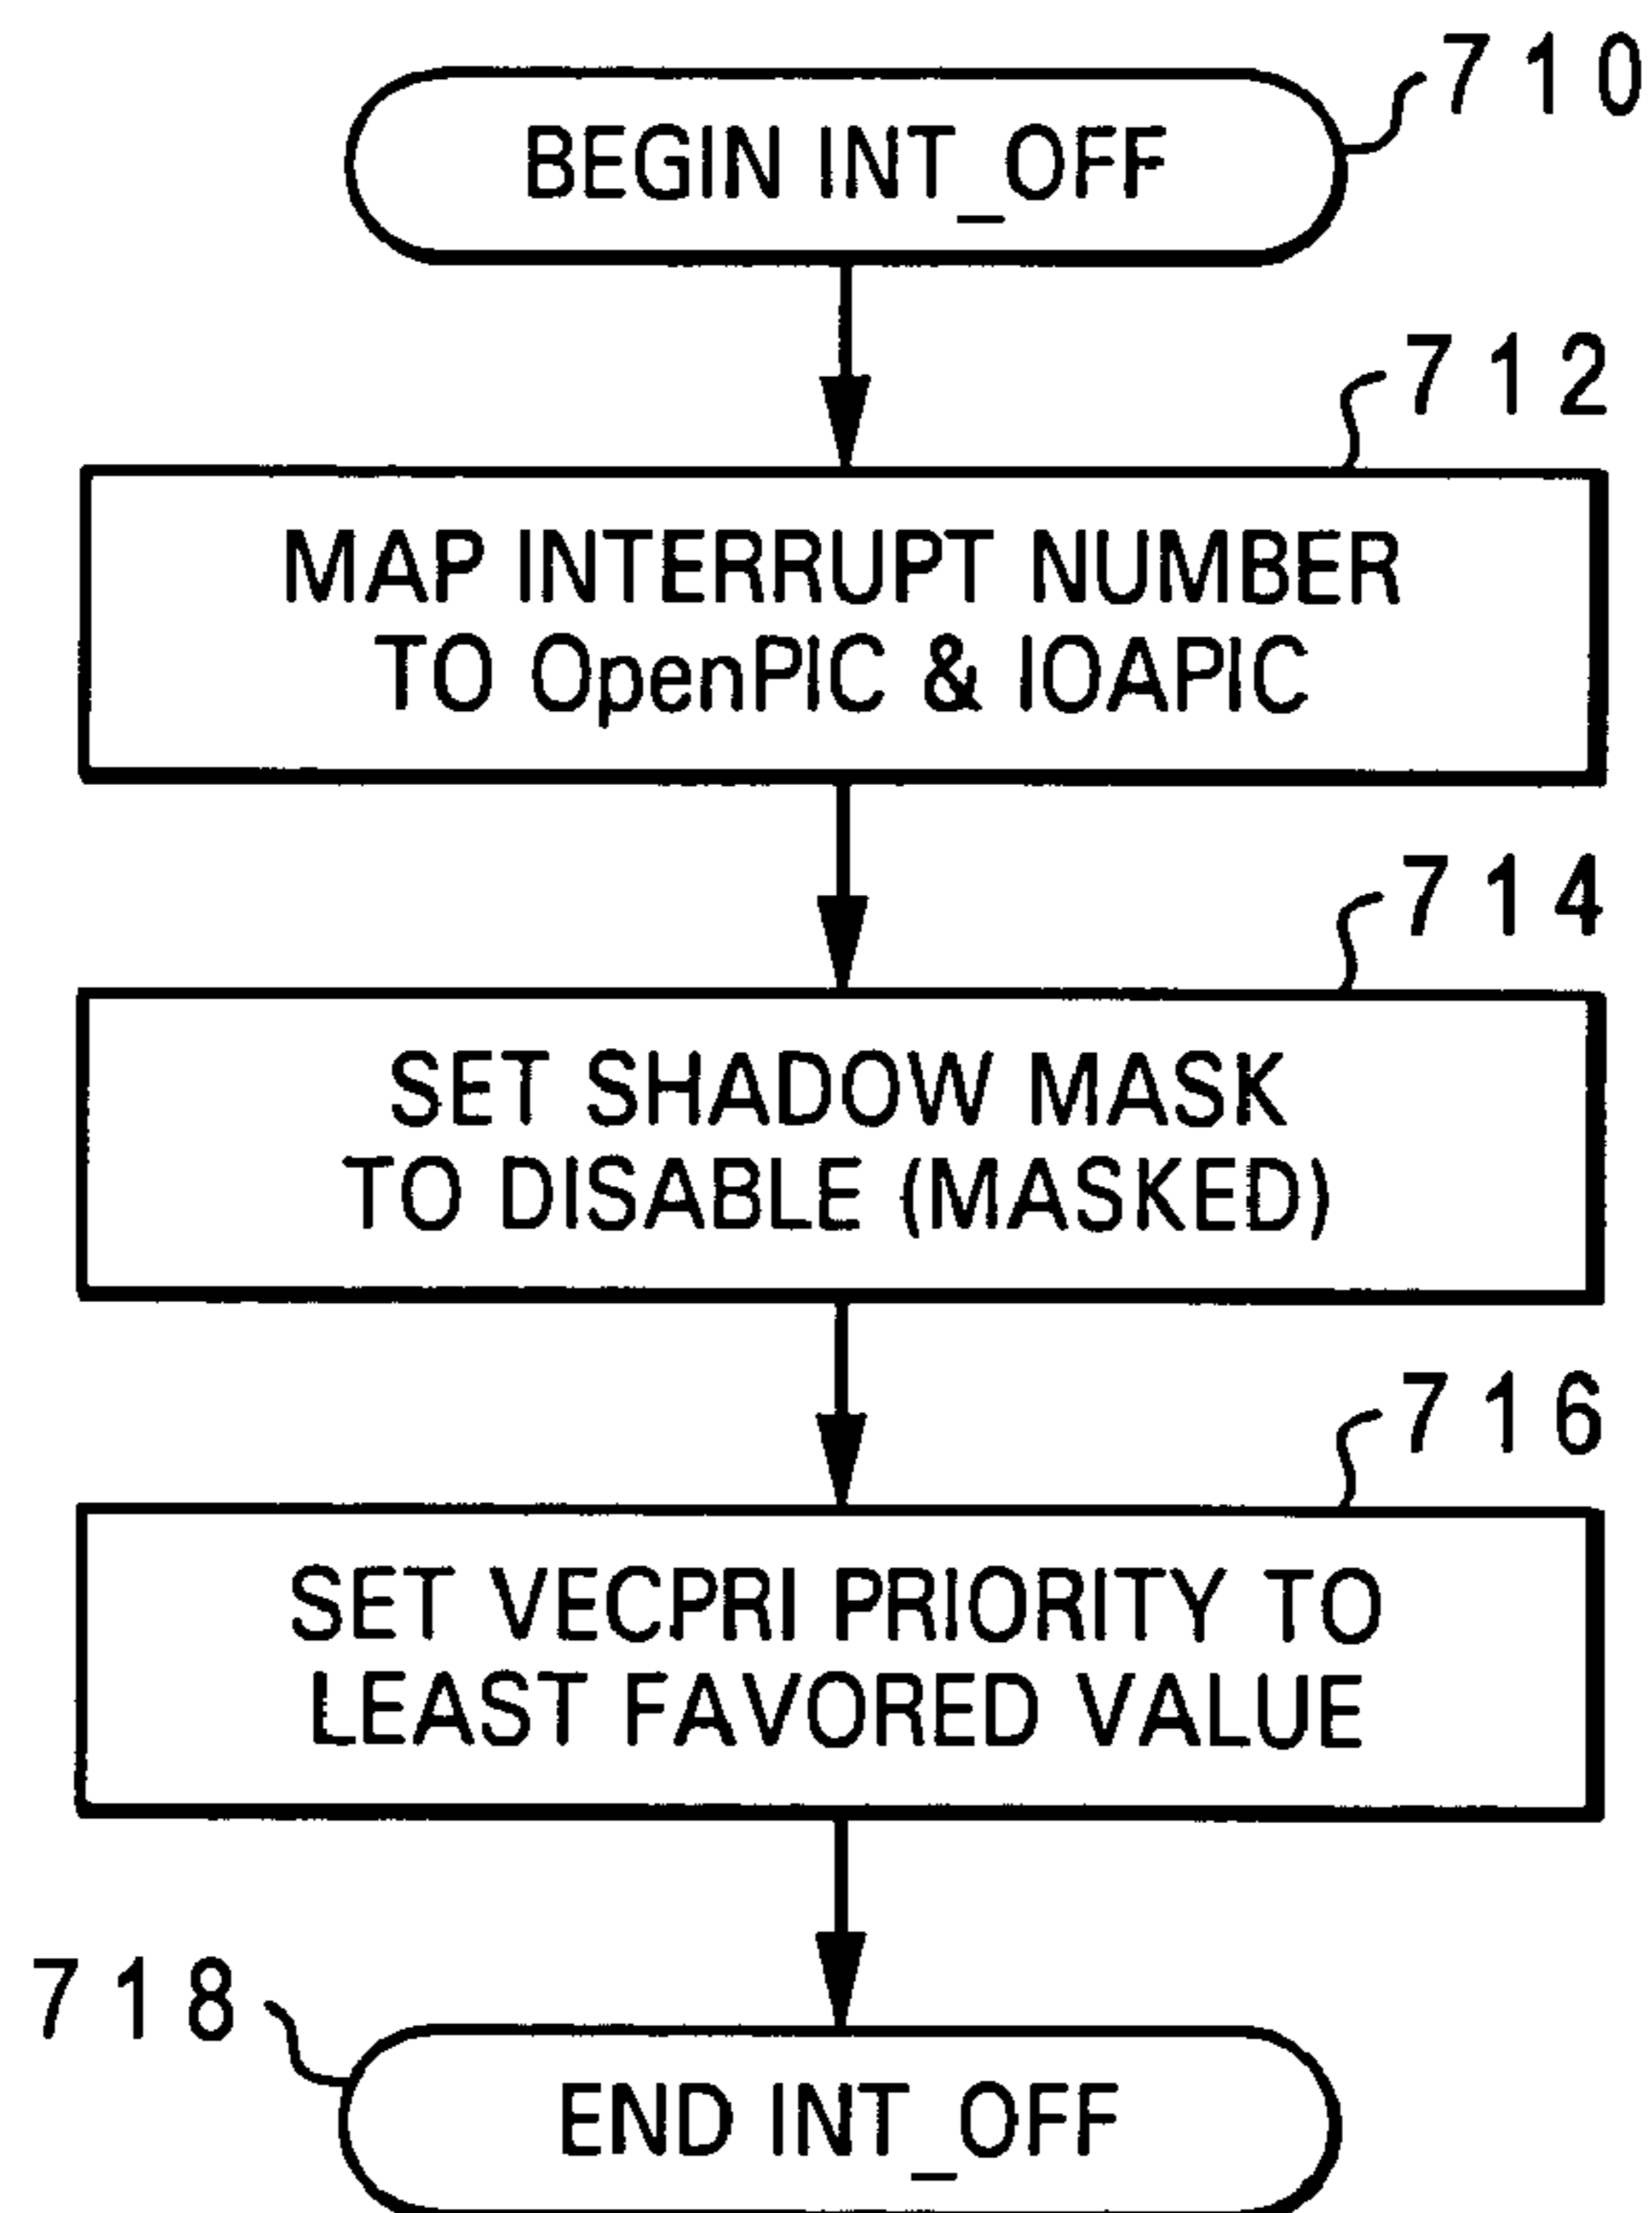 710
BEGIN INT_OFF
712
MAP INTERRUPT NUMBER
TO OpenPIC & IOAPIC
714
SET SHADOW MASK
TO DISABLE (MASKED)
716
SET VECPRI PRIORITY TO
LEAST FAVORED VALUE
718
END INT_OFF